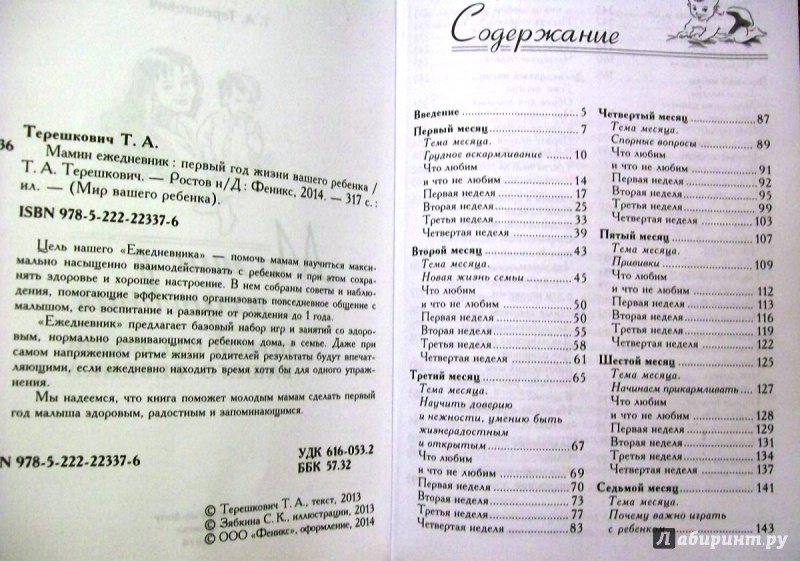 Т. А. Терешкович
36
Терешкович Т. А.
Мамин ежедневник : первый год жизни вашего ребенка /
Т. А. Терешкович. — Ростов н/Д : Феникс, 2014. — 317 с. :
ил. — (Мир вашего ребенка).
ISBN 978-5-222-22337-6
Цель нашего «Ежедневника» — помочь мамам научиться макси-
мально насыщенно взаимодействовать с ребенком и при этом сохра-
нять здоровье и хорошее настроение. В нем собраны советы и наблю-
дения, помогающие эффективно организовать повседневное общение с
малышом, его воспитание и развитие от рождения до 1 года.
«Ежедневник» предлагает базовый набор игр и занятий со здоро-
вым, нормально развивающимся ребенком дома, в семье. Даже при
самом напряженном ритме жизни родителей результаты будут впечат-
ляющими, если ежедневно находить время хотя бы для одного упраж-
нения.
Мы надеемся, что книга поможет молодым мамам сделать первый
год малыша здоровым, радостным и запоминающимся.
УДК 616-053.2
N 978-5-222-22337-6
ББК 57.32
© Терешкович Т. А., текст, 2013
© Зябкина С. К., иллюстрации, 2013
© ООО «Феникс», оформление, 2014
Содержание
Введение 5
Первый месяц 7
Тема месяца.
Грудное вскармливание 10
Что любим
и что не любим 14
Первая неделя 17
Вторая неделя 25
Третья неделя 33
Четвертая неделя 39
Второй месяц 43
Тема месяца.
Новая жизнь семьи 45
Что любим
и что не любим 50
Первая неделя 50
Вторая неделя 55
Третья неделя 58
Четвертая неделя 61
Третий месяц 65
Тема месяца.
Научить доверию
и нежности, умению быть
жизнерадостным
и открытым 67
Что любим
и что не любим 69
Первая неделя 70
Вторая неделя 73
Третья неделя 77
Четвертая неделя 83
Четвертый месяц 87
Тема месяца.
Спорные вопросы 89
Что любим
и что не любим 91
Первая неделя 92
Вторая неделя 95
Третья неделя 99
Четвертая неделя 103
Пятый месяц 107
Тема месяца.
Прививки 109
Что любим
и что не любим 112
Первая неделя 113
Вторая неделя 116
Третья неделя 119
Четвертая неделя 122
Шестой месяц 125
Тема месяца.
Начинаем прикармливать 127
Что любим
и что не любим 128
Первая неделя 129
Вторая неделя 131
Третья неделя 134
Четвертая неделя 137
Седьмой месяц 141
Тема месяца.
Почему важно играть
с ребенком 143
Лабиринт.ру